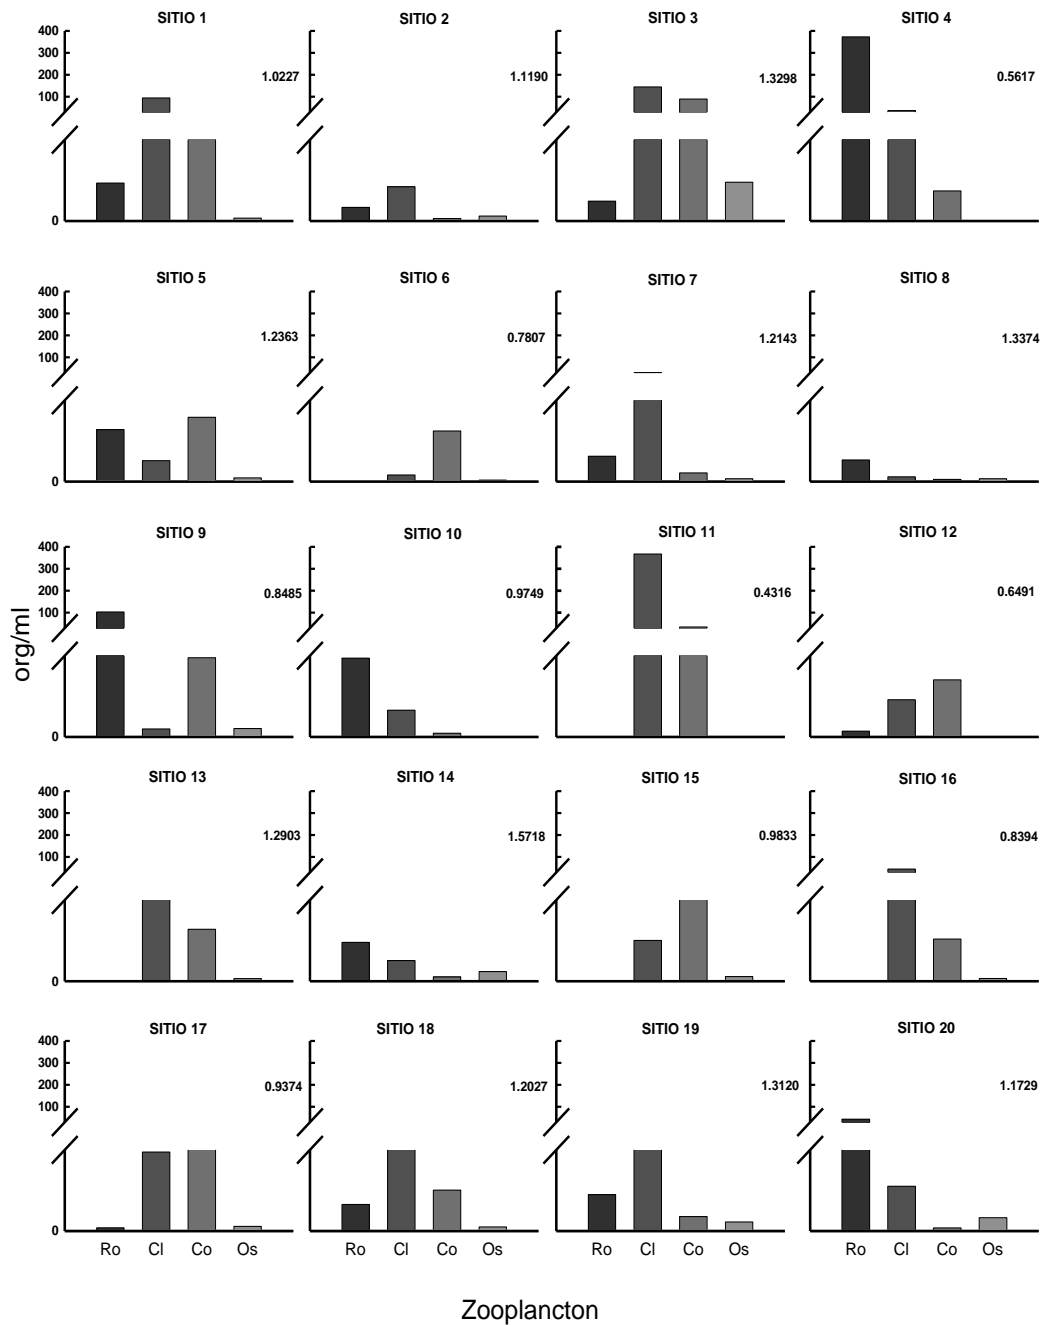 SITIO 1 SITIO 2 SITIO 3 SITIO 4
400
300
200 1.0227 1.1190 1.3298 0.5617
100
0
SITIO 5 SITIO 6 SITIO 7 SITIO 8
400
300
200 1.2363 0.7807 1.2143 1.3374
100
0
SITIO 9 SITIO 10 SITIO 11 SITIO 12
400
300
200 0.8485 0.9749 0.4316 0.6491
100
org/ml
0
SITIO 13 SITIO 14 SITIO 15 SITIO 16
400
300
200 1.2903 1.5718 0.9833 0.8394
100
0
SITIO 17 SITIO 18 SITIO 19 SITIO 20
400
300
200 0.9374 1.2027 1.3120 1.1729
100
0
Ro Cl Co Os Ro Cl Co Os Ro Cl Co Os Ro Cl Co Os
Zooplancton